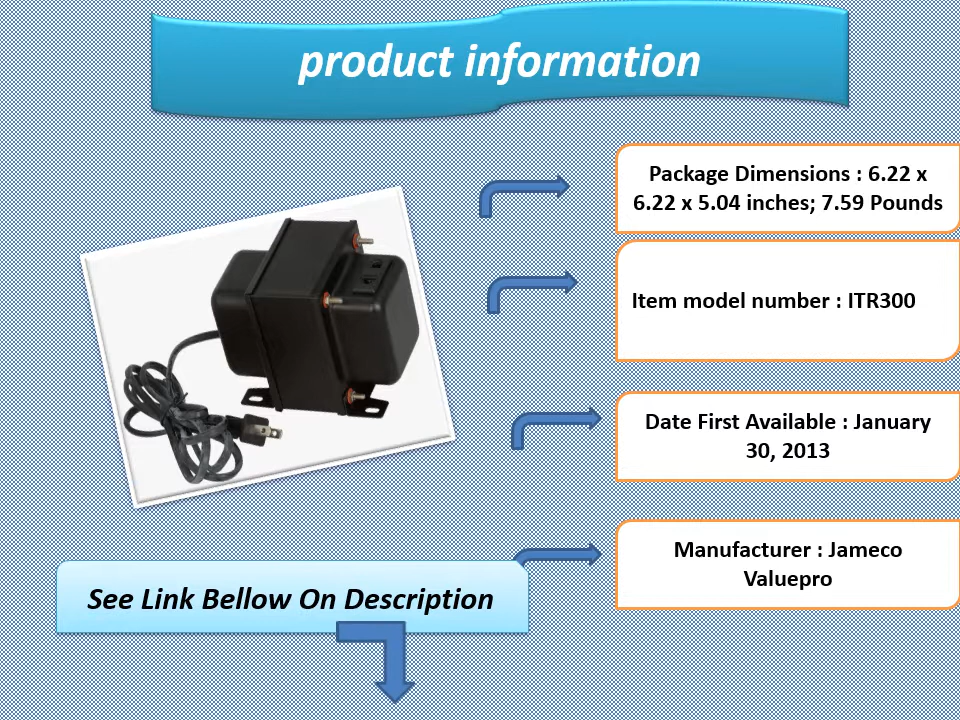 product information
Package Dimensions : 6.22 x
6.22 x 5.04 inches; 7.59 Pounds
Item model number : ITR300
Date First Available : January
30, 2013
Manufacturer : Jameco
Valuepro
See Link Bellow On Description